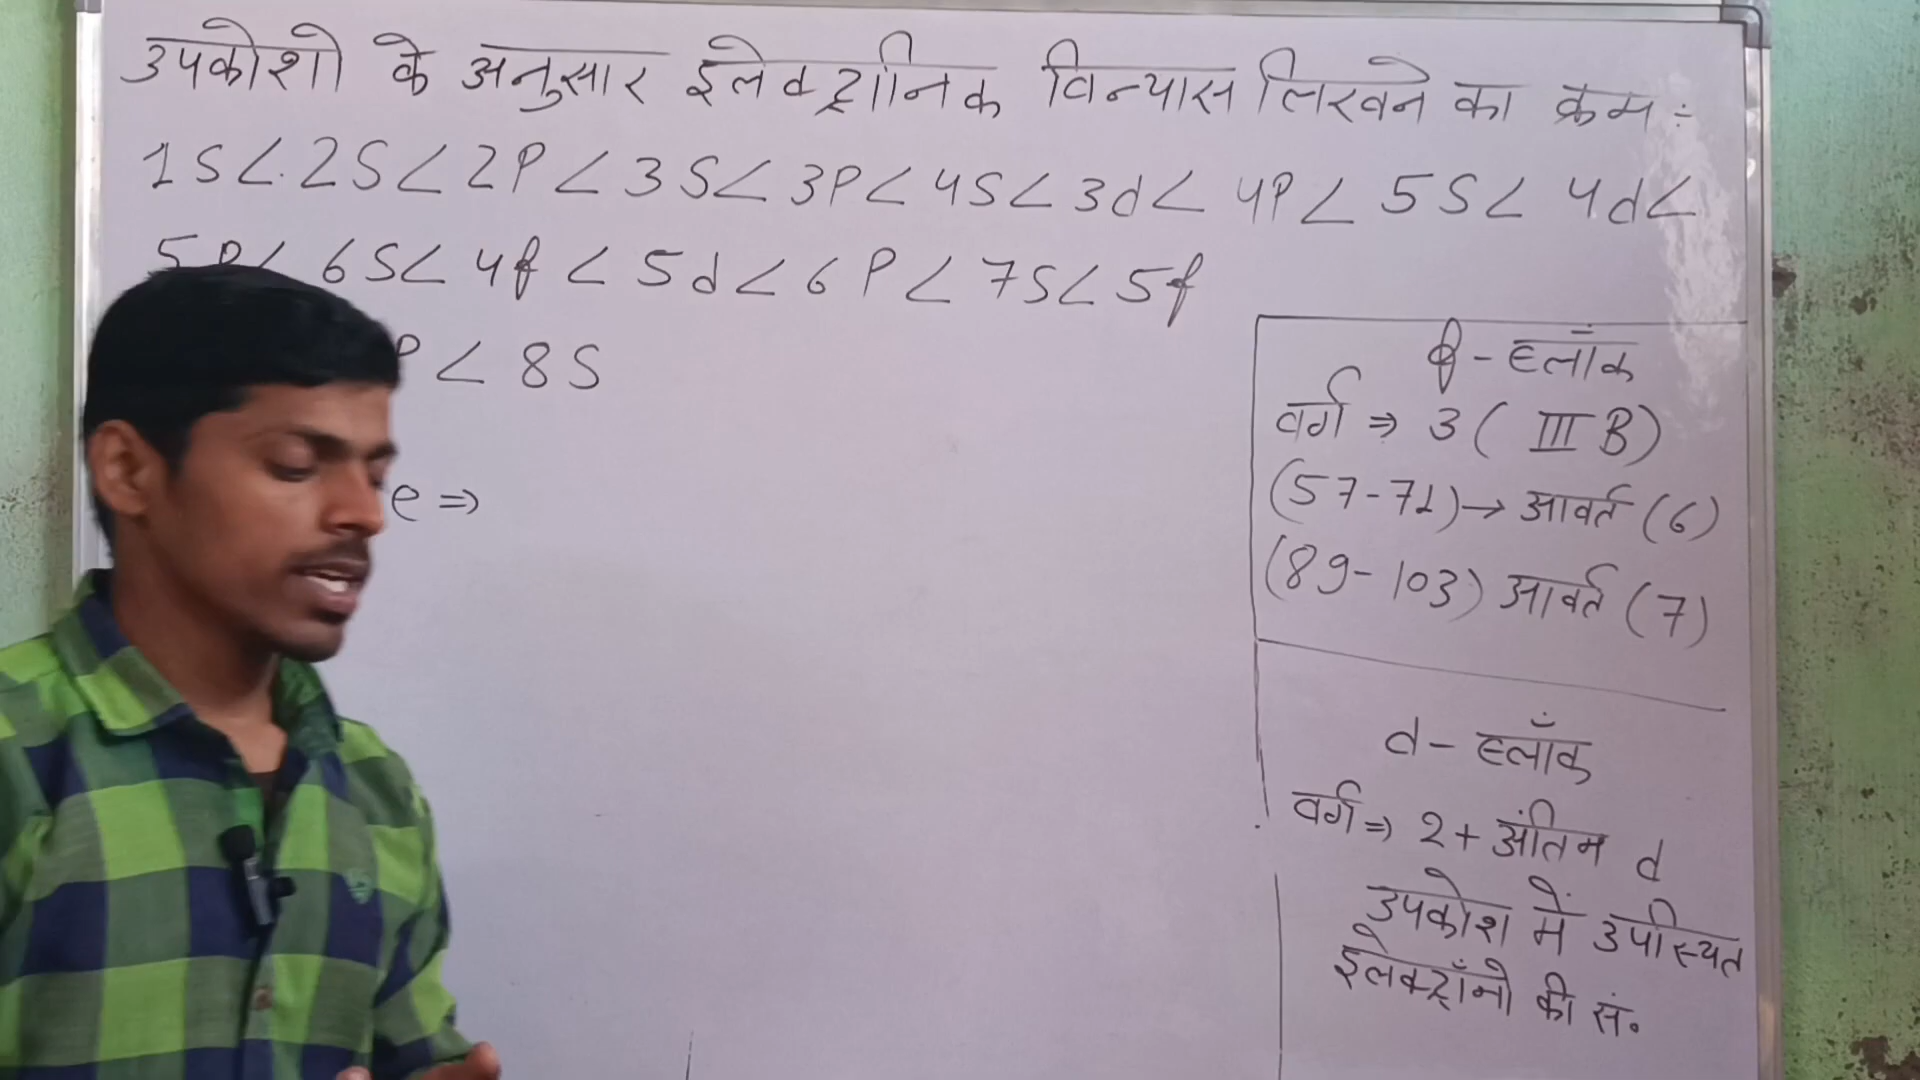 उपकोशो के अनुसार इलेक्ट्रॉनिक विन्यास लिखने का क्रम ÷
1S < 2S < 2P < 3S < 3P < 4S < 3d < 4P < 5S < 4d <
5P < 6S < 4f < 5d < 6P < 7S < 5f
P < 8S
e ⇒
f - ब्लॉक
वर्ग ⇒ 3 ( III B)
(57-71) → आवर्त (6)
(89-103) आवर्त (7)
d - ब्लॉक
वर्ग ⇒ 2 + अंतिम d
उपकोश में उपस्थित
इलेक्ट्रॉनो की सं॰